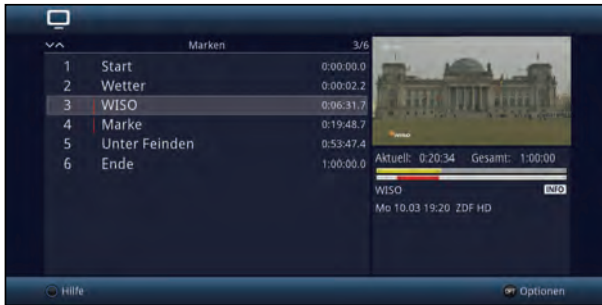 Marken 3/6
1 Start 0:00:00.0
2 Wetter 0:00:02.2
3 WISO 0:06:31.7
4 Marke 0:19:48.7
5 Unter Feinden 0:53:47.4
6 Ende 1:00:00.0
wiso
Aktuell: 0:20:34 Gesamt: 1:00:00
WISO INFO
Mo 10.03 19:20 ZDF HD
Hilfe OPT Optionen